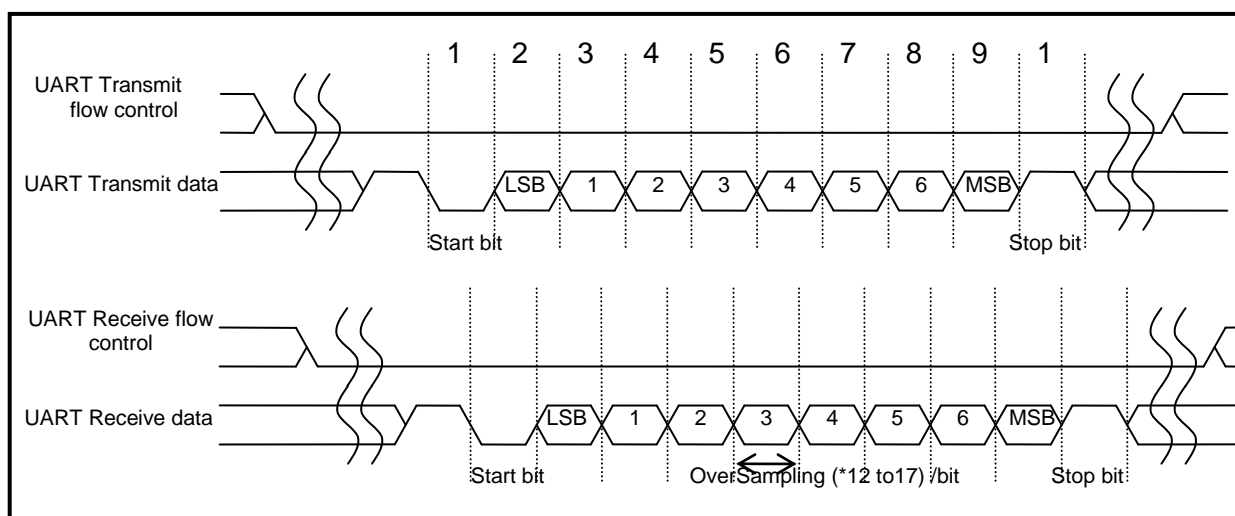 1 2 3 4 5 6 7 8 9 1
UART Transmit
flow control
UART Transmit data
LSB 1 2 3 4 5 6 MSB
Start bit Stop bit
UART Receive flow
control
UART Receive data
LSB 1 2 3 4 5 6 MSB
Start bit OverSampling (*12 to17) /bit Stop bit